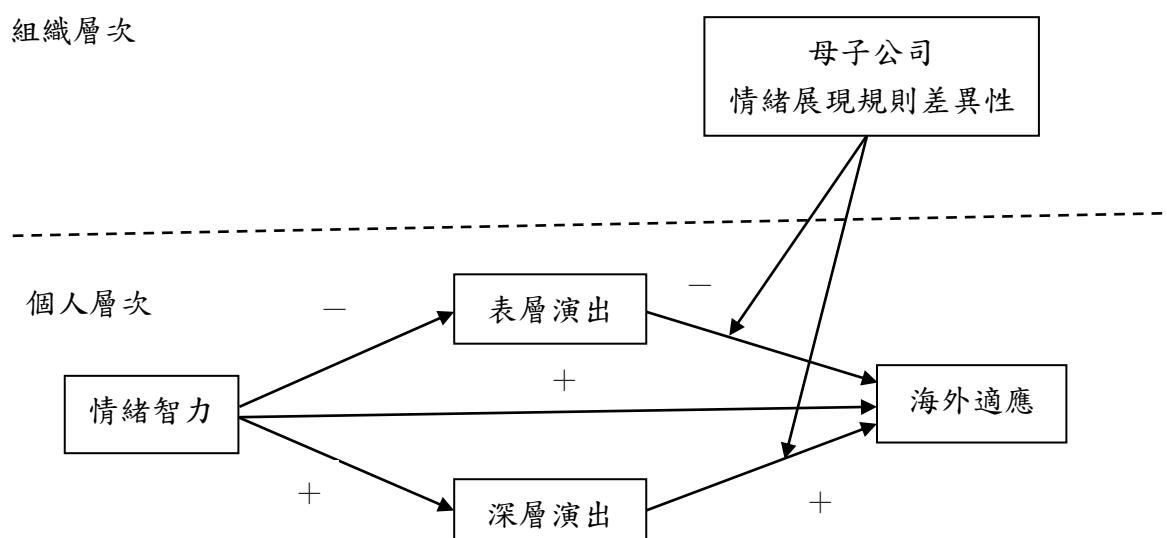 組織層次
母子公司
情緒展現規則差異性
個人層次
－
表層演出
－
情緒智力
＋
海外適應
＋
深層演出
＋